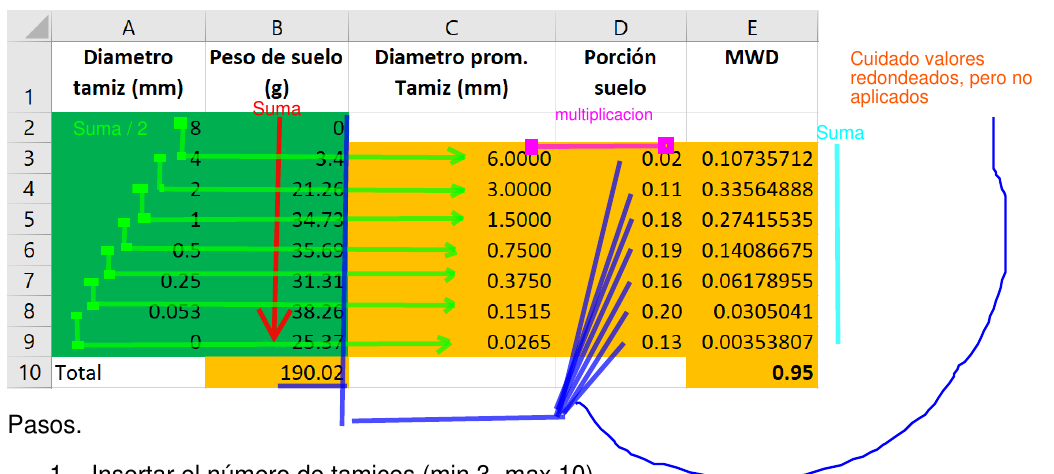 A B C D E
Diametro Peso de suelo Diametro prom. Porción MWD
1 tamiz (mm) (g) Tamiz (mm) suelo
Suma
multiplicacion
Cuidado valores
redondeados, pero no
aplicados
2 Suma / 2 8 0
Suma
3 4 3.4 6.0000 0.02 0.10735712
4 2 21.26 3.0000 0.11 0.33564888
5 1 34.73 1.5000 0.18 0.27415535
6 0.5 35.69 0.7500 0.19 0.14086675
7 0.25 31.31 0.3750 0.16 0.06178955
8 0.053 38.26 0.1515 0.20 0.0305041
9 0 25.37 0.0265 0.13 0.00353807
10 Total 190.02 0.95
Pasos.
1. Insertar el número de tamices (min 3, max 10)